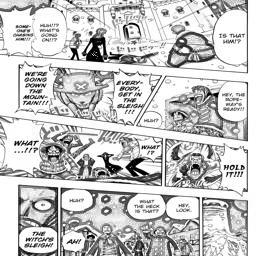 IS THAT
HIM!?
HUH!!?
WHAT'S
GOING
ON!!?
SOME-
ONE'S
CHASING
HIM!!!
HEY, THE
ROPE-
WAY'S
READY!!
HUH?
EVERY-
BODY,
GET IN
THE
SLEIGH
!!!
WE'RE
GOING
DOWN
THE
MOUN-
TAIN!!!
HOLD
IT!!!
WHAT
!?
WHAT
...!!?
HEY,
LOOK.
WHAT THE
HECK IS
THAT?
HUH?
AH!
THE
WITCH'S
SLEIGH!